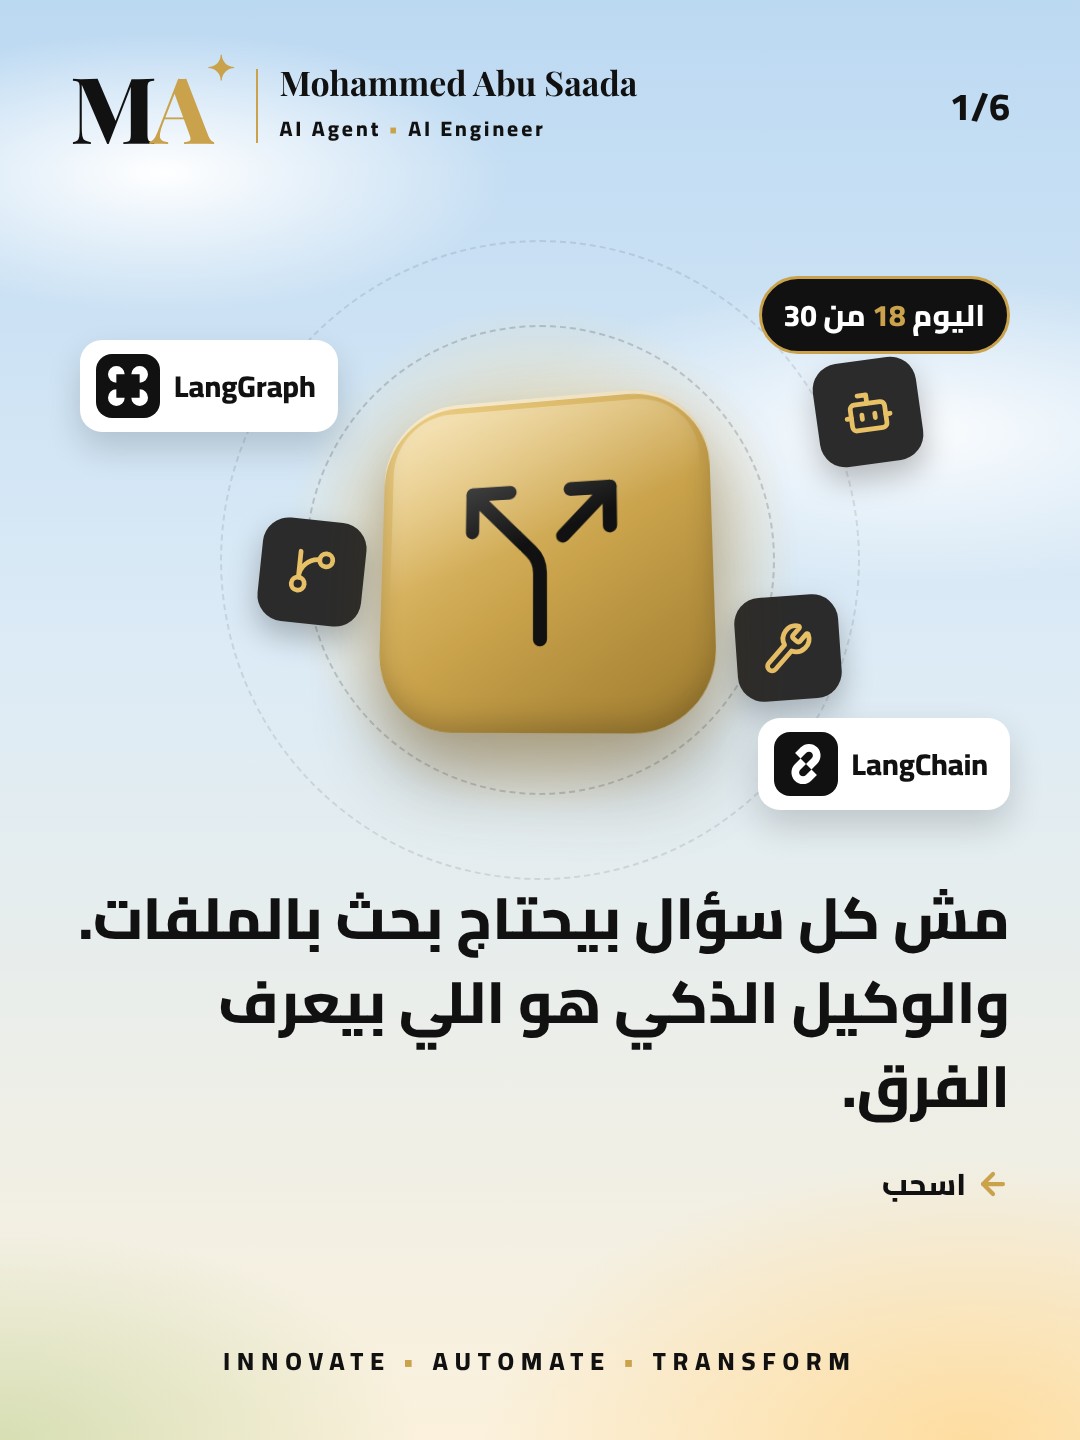 MA
Mohammed Abu Saada
AI Agent ▪ AI Engineer
1/6
اليوم 18 من 30
LangGraph
LangChain
مش كل سؤال بيحتاج بحث بالملفات.
والوكيل الذكي هو اللي بيعرف
الفرق.
← اسحب
INNOVATE ▪ AUTOMATE ▪ TRANSFORM